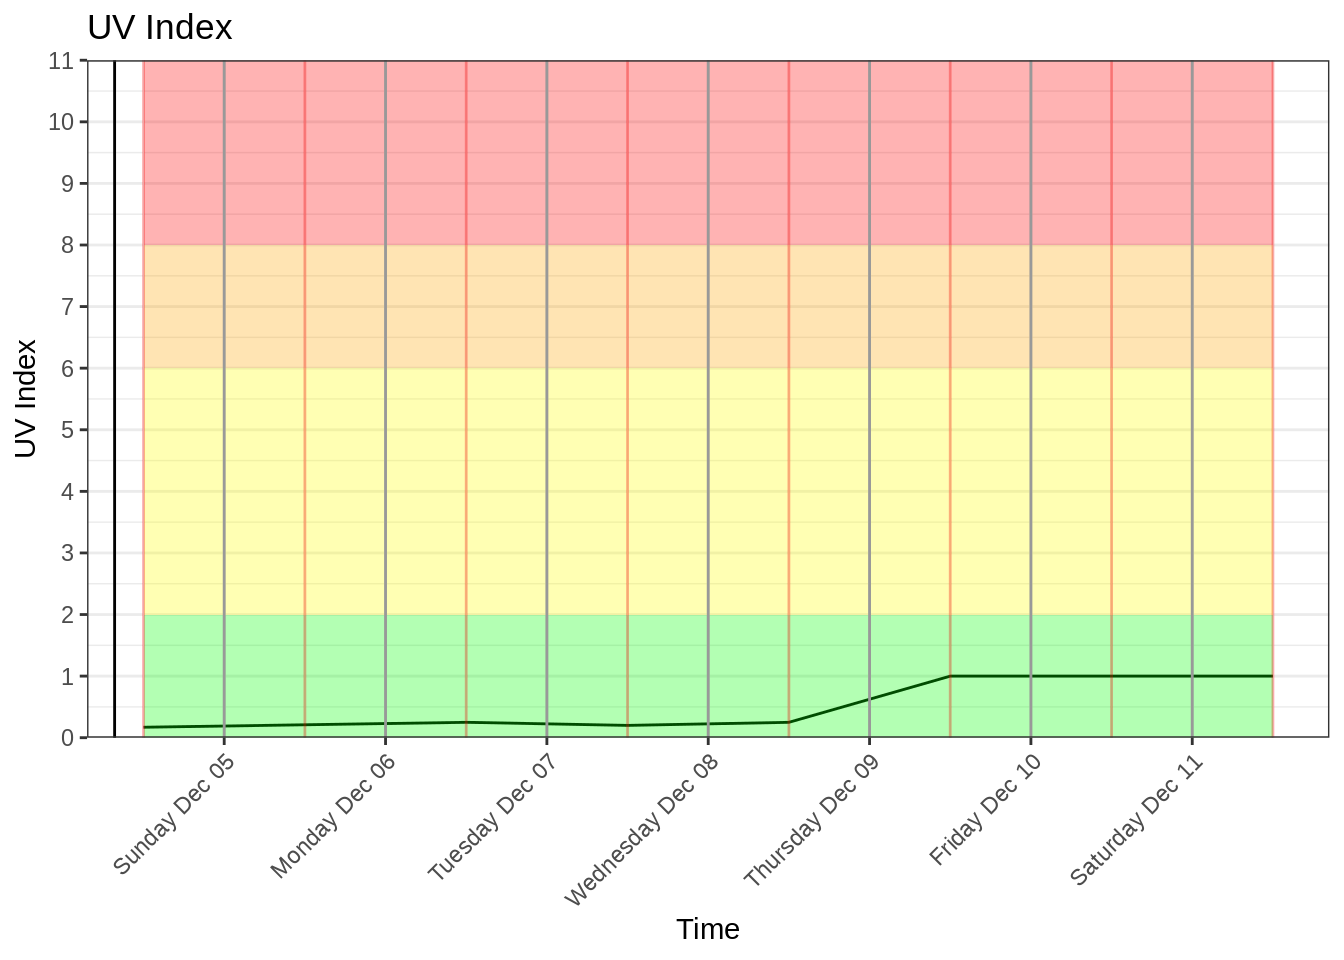 UV Index
11
10
9
8
7
6
5
4
3
2
1
0
UV Index
Sunday Dec 05
Monday Dec 06
Tuesday Dec 07
Wednesday Dec 08
Thursday Dec 09
Friday Dec 10
Saturday Dec 11
Time